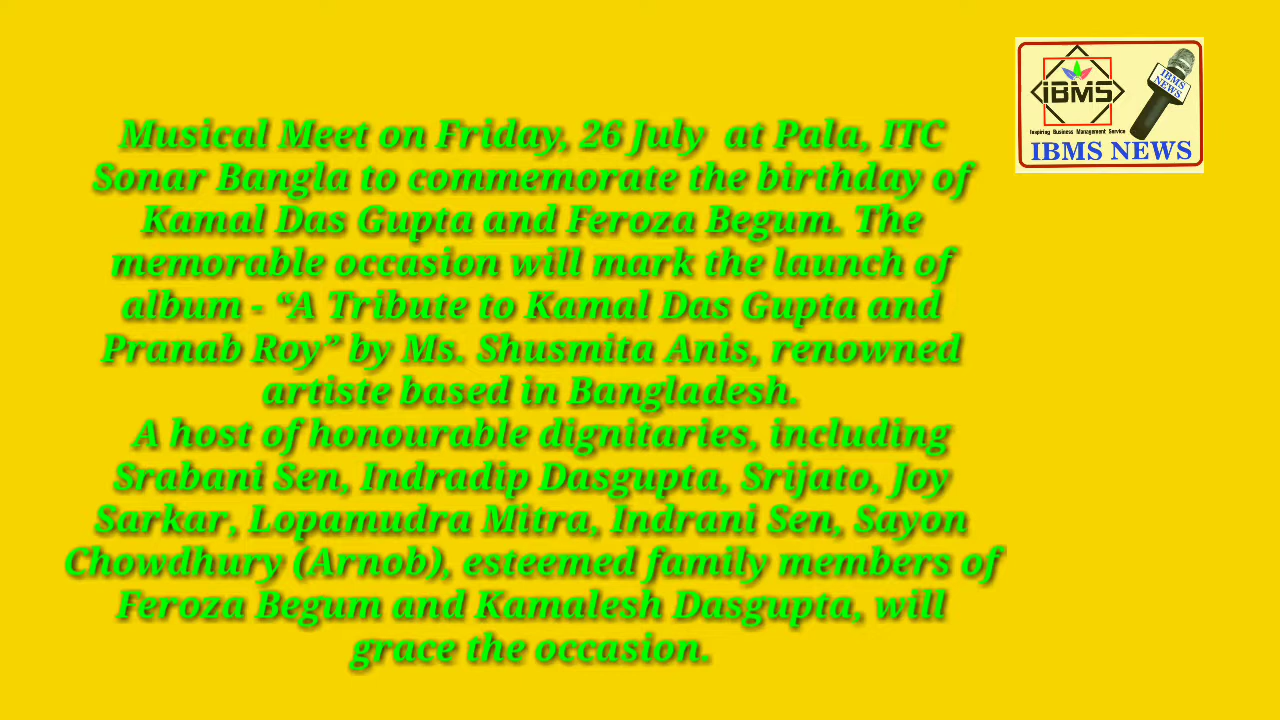 Musical Meet on Friday, 26 July at Pala, ITC
Sonar Bangla to commemorate the birthday of
Kamal Das Gupta and Feroza Begum. The
memorable occasion will mark the launch of
album - “A Tribute to Kamal Das Gupta and
Pranab Roy” by Ms. Shusmita Anis, renowned
artiste based in Bangladesh.
A host of honourable dignitaries, including
Srabani Sen, Indradip Dasgupta, Srijato, Joy
Sarkar, Lopamudra Mitra, Indrani Sen, Sayon
Chowdhury (Arnob), esteemed family members of
Feroza Begum and Kamalesh Dasgupta, will
grace the occasion.
iBMS
Inspiring Business Management Service
IBMS NEWS
IBMS
NEWS